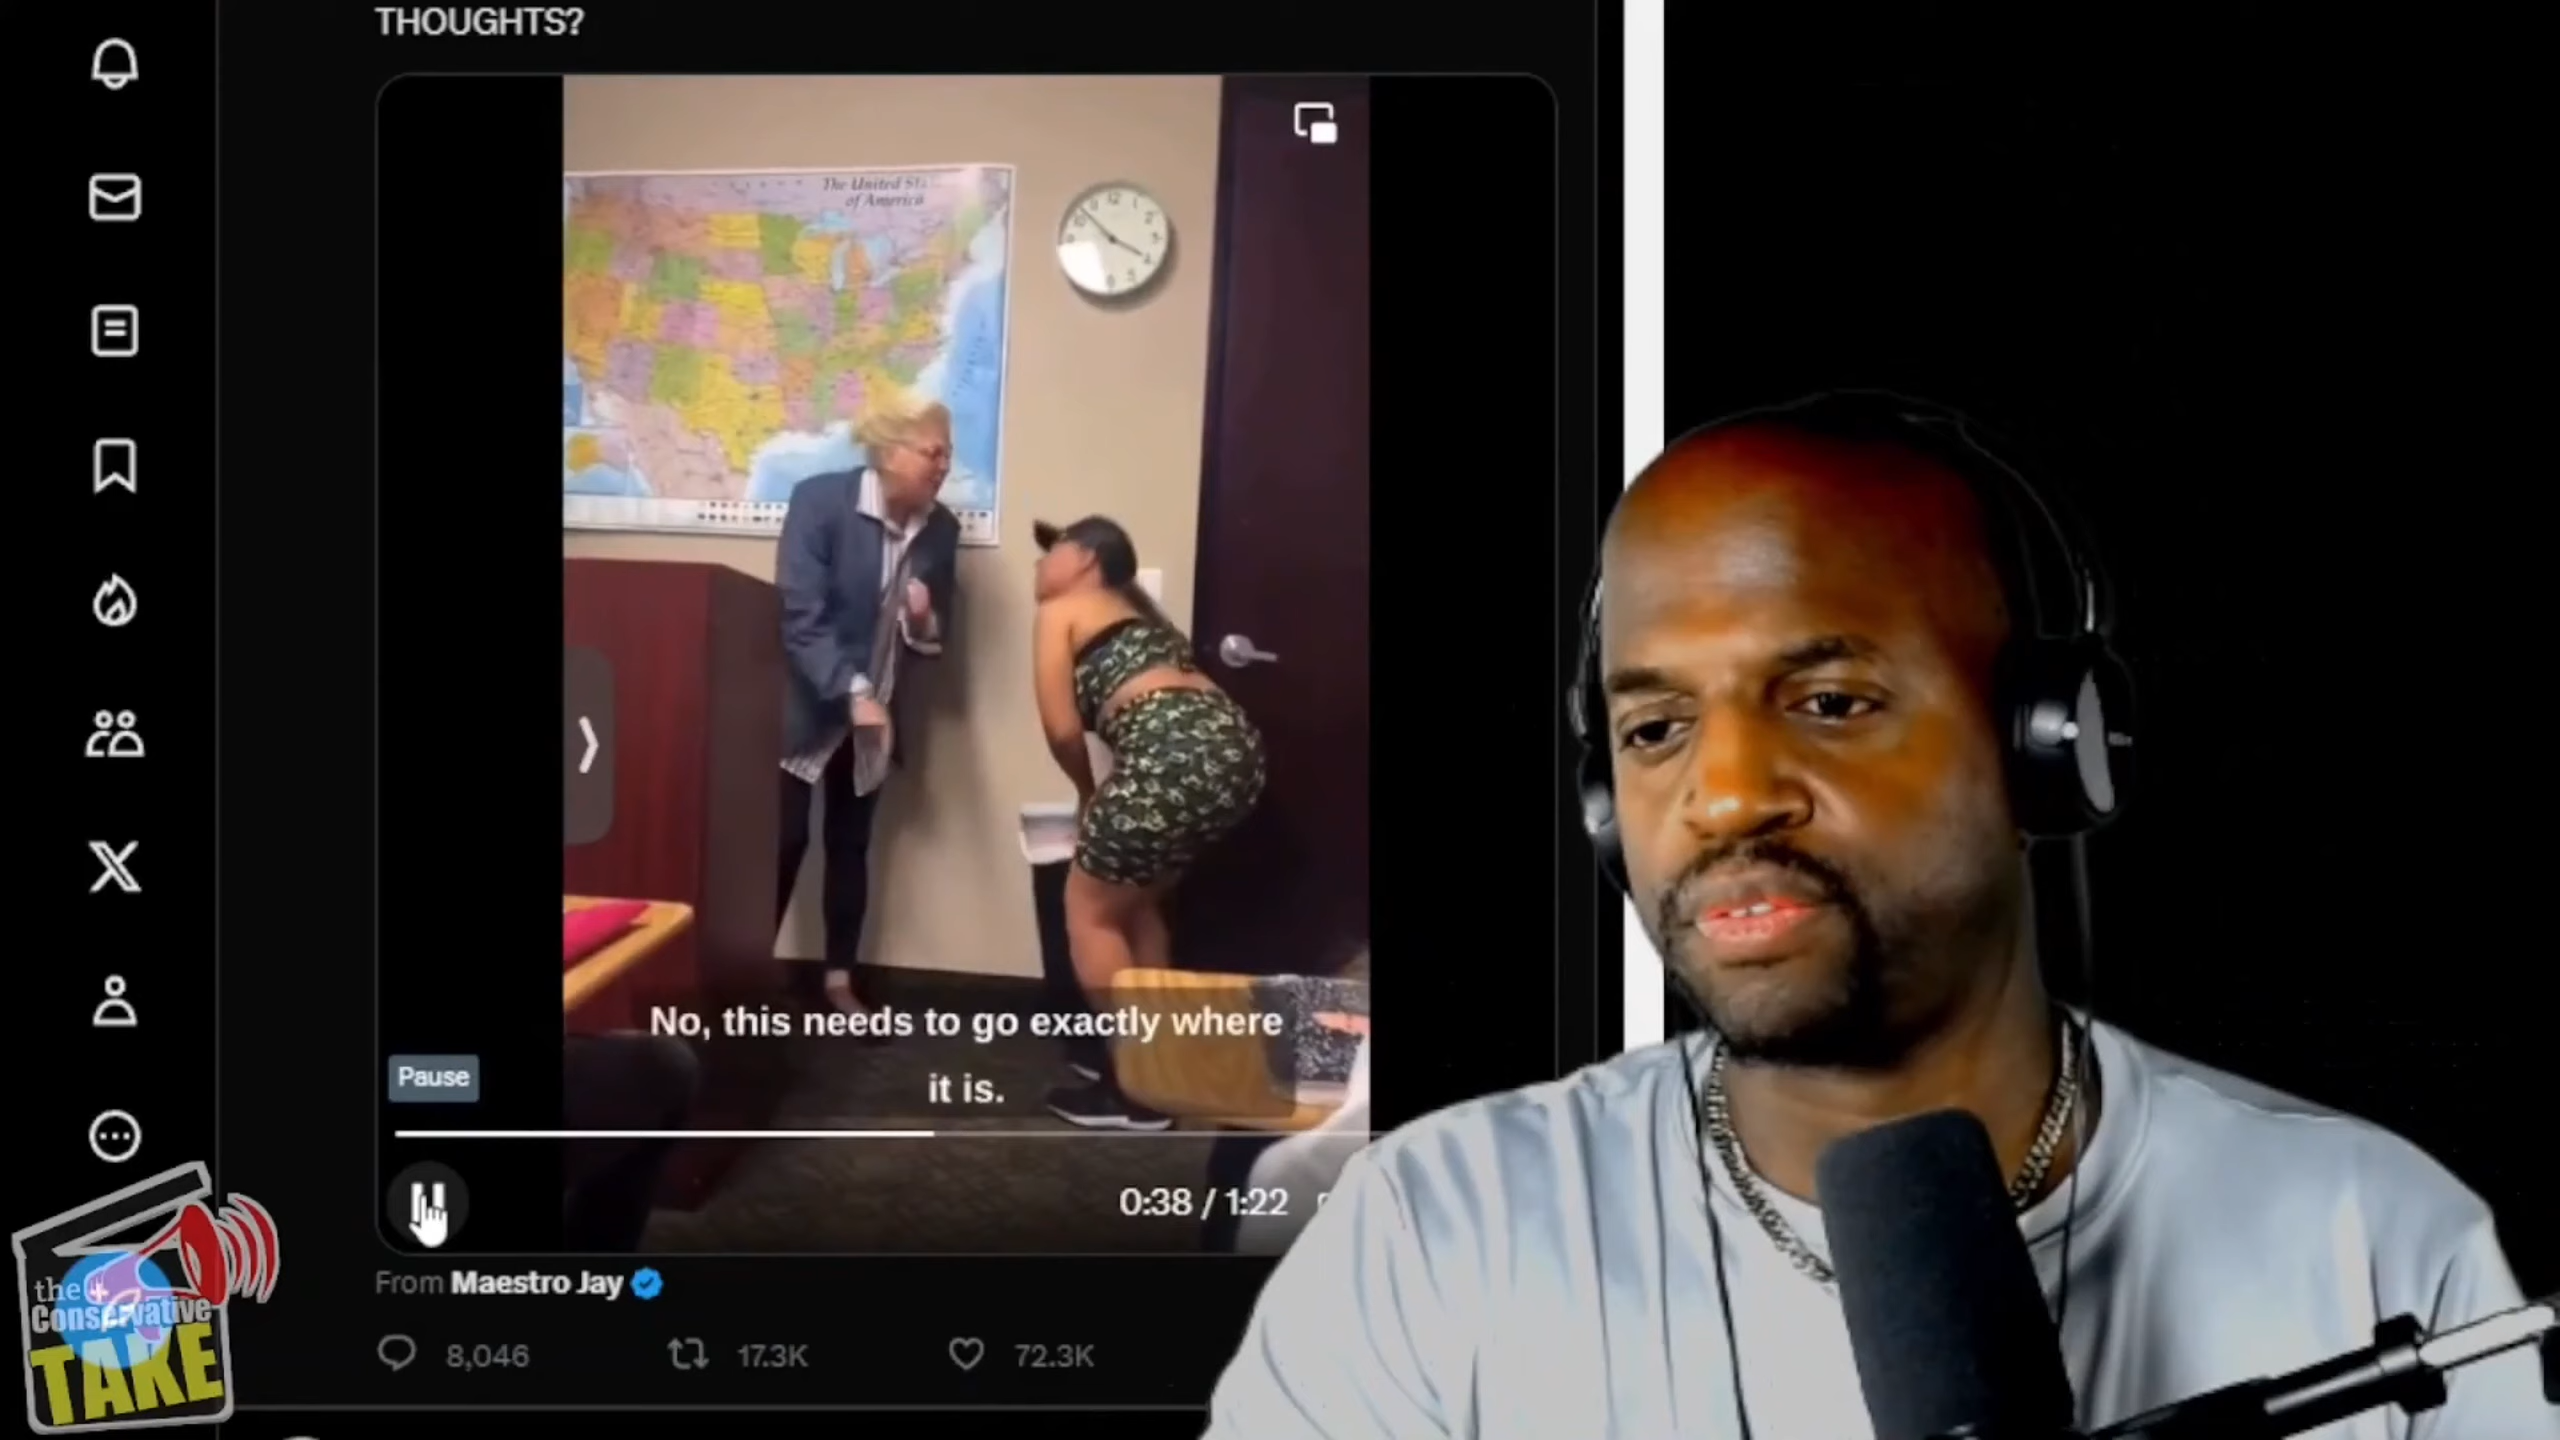 THOUGHTS?
The United
of America
No, this needs to go exactly where
it is.
Pause
0:38 / 1:22
From Maestro Jay
8,046
17.3K
72.3K
the
Conservative
TAKE